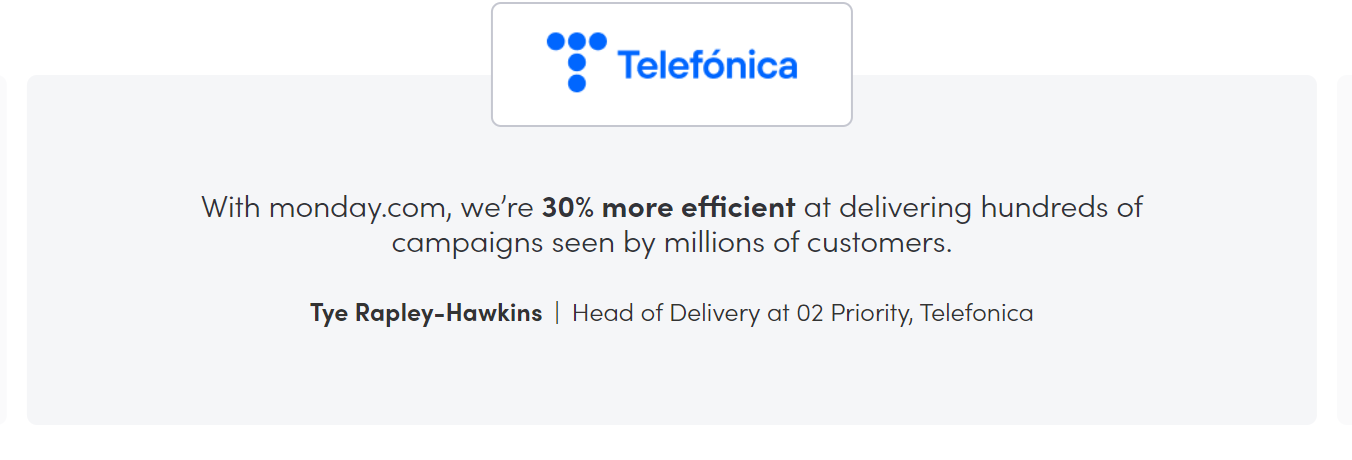 Telefónica
With monday.com, we’re 30% more efficient at delivering hundreds of
campaigns seen by millions of customers.
Tye Rapley-Hawkins | Head of Delivery at 02 Priority, Telefonica